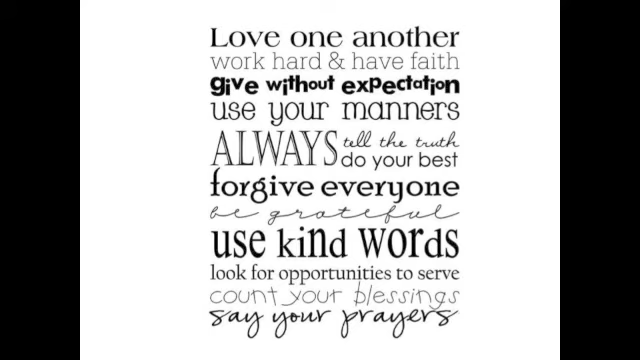 Love one another
work hard & have faith
give without expectation
use your manners
ALWAYS tell the truth
do your best
forgive everyone
be grateful
use kind words
look for opportunities to serve
count your blessings
say your prayers